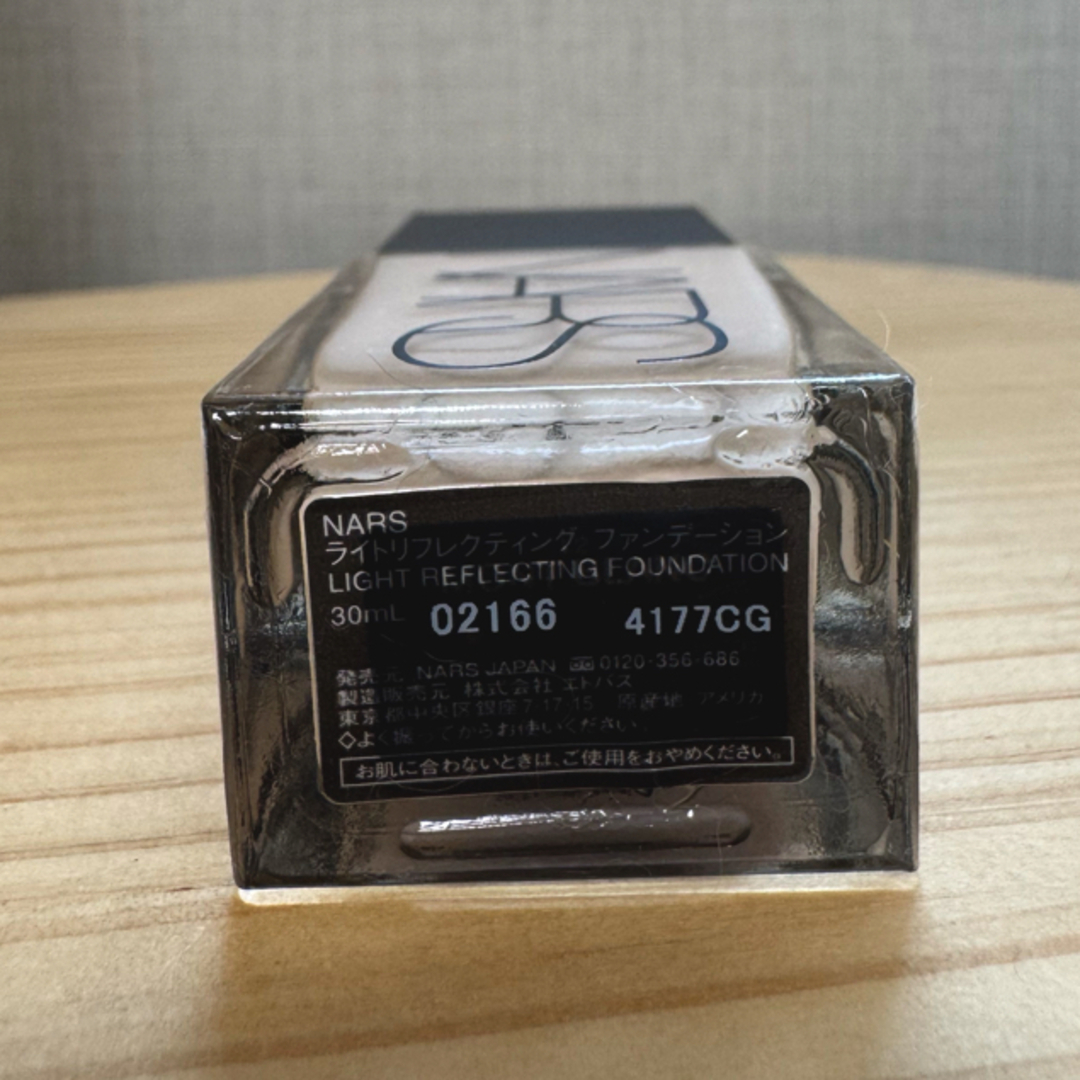 NARS
NARS
ライトリフレクティング ファンデーション
LIGHT REFLECTING FOUNDATION
30mL 02166 4177CG
発売元 NARS JAPAN 0120-356-686
製造販売元 株式会社 エトバス
東京都中央区銀座7-17-15 原産地 アメリカ
◇よく振ってからお使いください。
お肌に合わないときは、ご使用をおやめください。